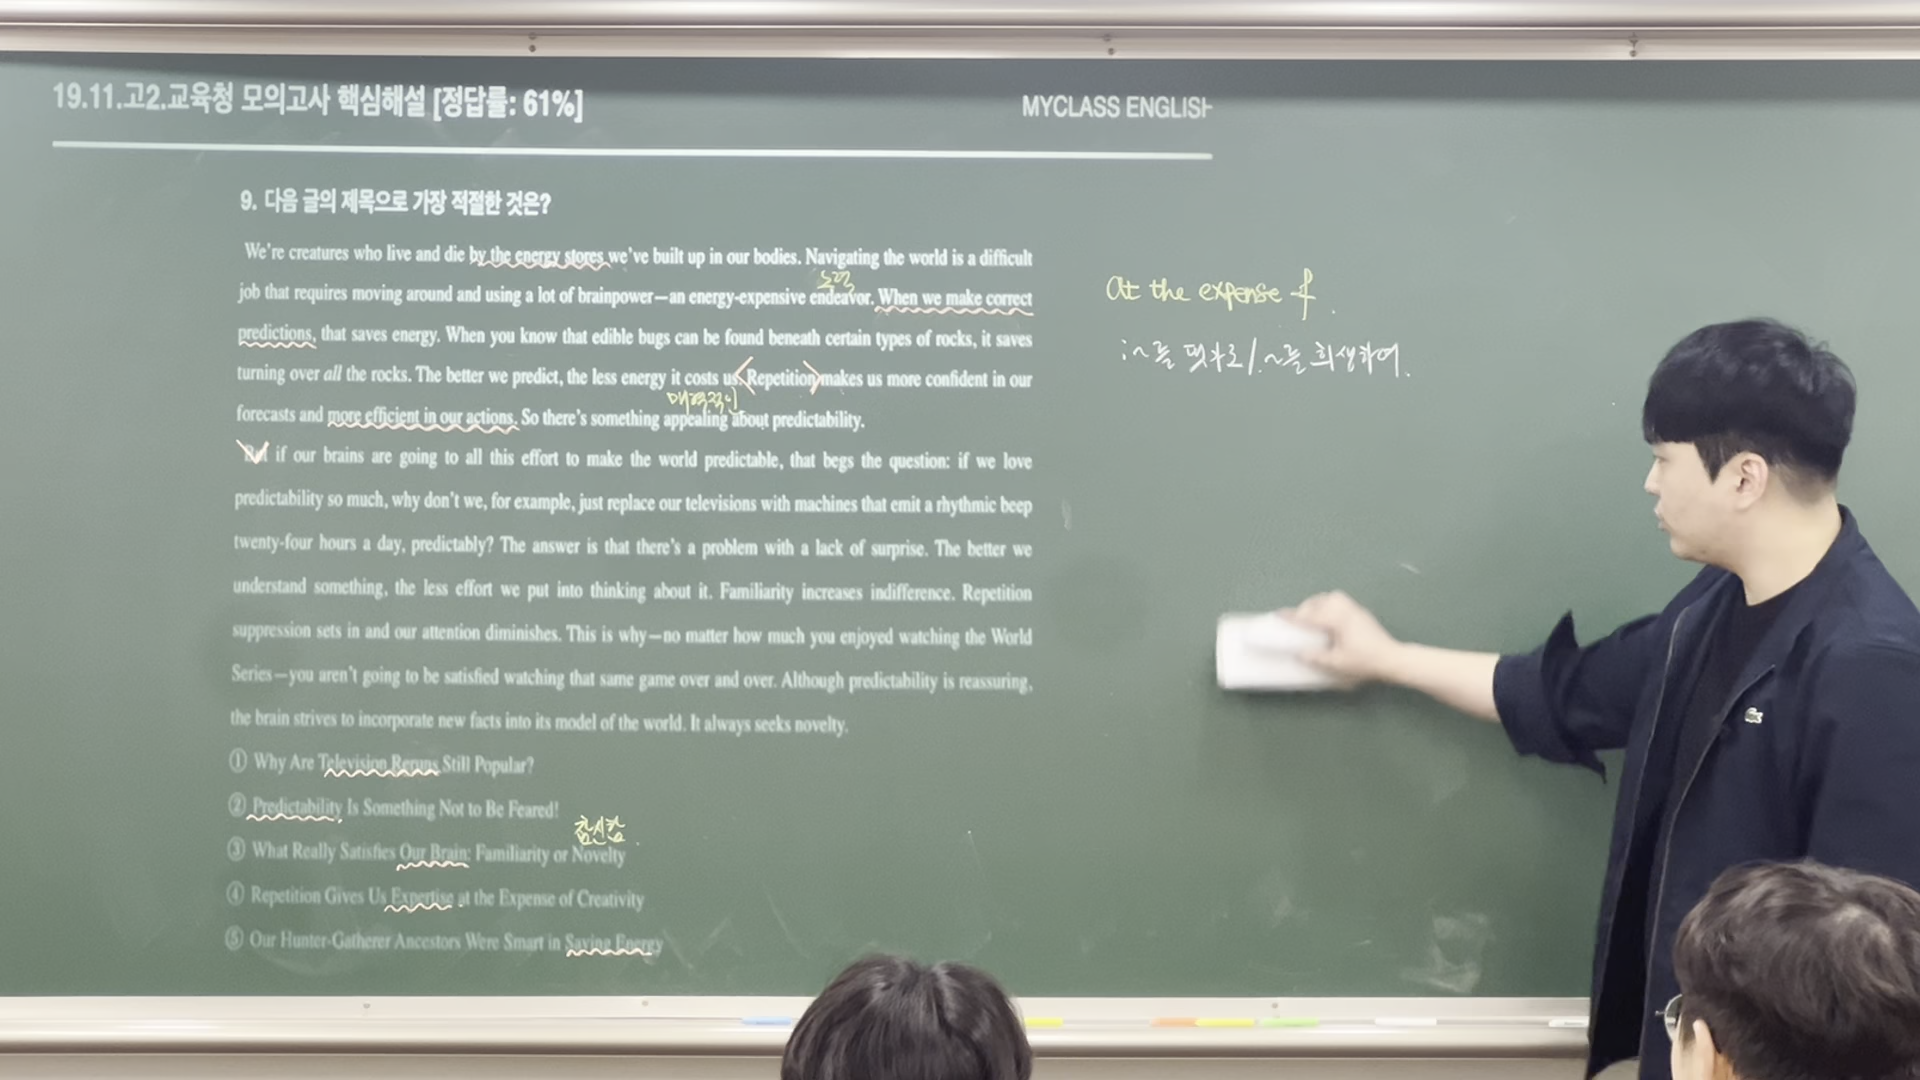 19.11.고2.교육청 모의고사 핵심해설 [정답률: 61%]
MYCLASS ENGLISH
9. 다음 글의 제목으로 가장 적절한 것은?
We're creatures who live and die by the energy stores we've built up in our bodies. Navigating the world is a difficult
노력
job that requires moving around and using a lot of brainpower—an energy-expensive endeavor. When we make correct
predictions, that saves energy. When you know that edible bugs can be found beneath certain types of rocks, it saves
turning over all the rocks. The better we predict, the less energy it costs us. Repetition makes us more confident in our
매력적인
forecasts and more efficient in our actions. So there's something appealing about predictability.
But if our brains are going to all this effort to make the world predictable, that begs the question: if we love
predictability so much, why don't we, for example, just replace our televisions with machines that emit a rhythmic beep
twenty-four hours a day, predictably? The answer is that there's a problem with a lack of surprise. The better we
understand something, the less effort we put into thinking about it. Familiarity increases indifference. Repetition
suppression sets in and our attention diminishes. This is why—no matter how much you enjoyed watching the World
Series—you aren't going to be satisfied watching that same game over and over. Although predictability is reassuring,
the brain strives to incorporate new facts into its model of the world. It always seeks novelty.
① Why Are Television Reruns Still Popular?
② Predictability Is Something Not to Be Feared!
참신함
③ What Really Satisfies Our Brain: Familiarity or Novelty
④ Repetition Gives Us Expertise at the Expense of Creativity
⑤ Our Hunter-Gatherer Ancestors Were Smart in Saving Energy
at the expense of.
: ~를 댓가로 / ~를 희생하여.